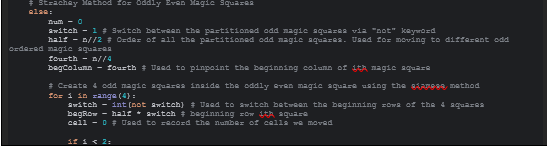 # Strachey Method for Oddly Even Magic Squares
else:
num = 0
switch = 1 # Switch between the partitioned odd magic squares via "not" keyword
half = n//2 # Order of all the partitioned odd magic squares. Used for moving to different odd
ordered magic squares
fourth = n//4
begColumn = fourth # Used to pinpoint the beginning column of ith magic square
# Create 4 odd magic squares inside the oddly even magic square using the siamese method
for i in range(4):
switch = int(not switch) # Used to switch between the beginning rows of the 4 squares
begRow = half * switch # beginning row ith square
cell = 0 # Used to record the number of cells we moved
if i < 2: